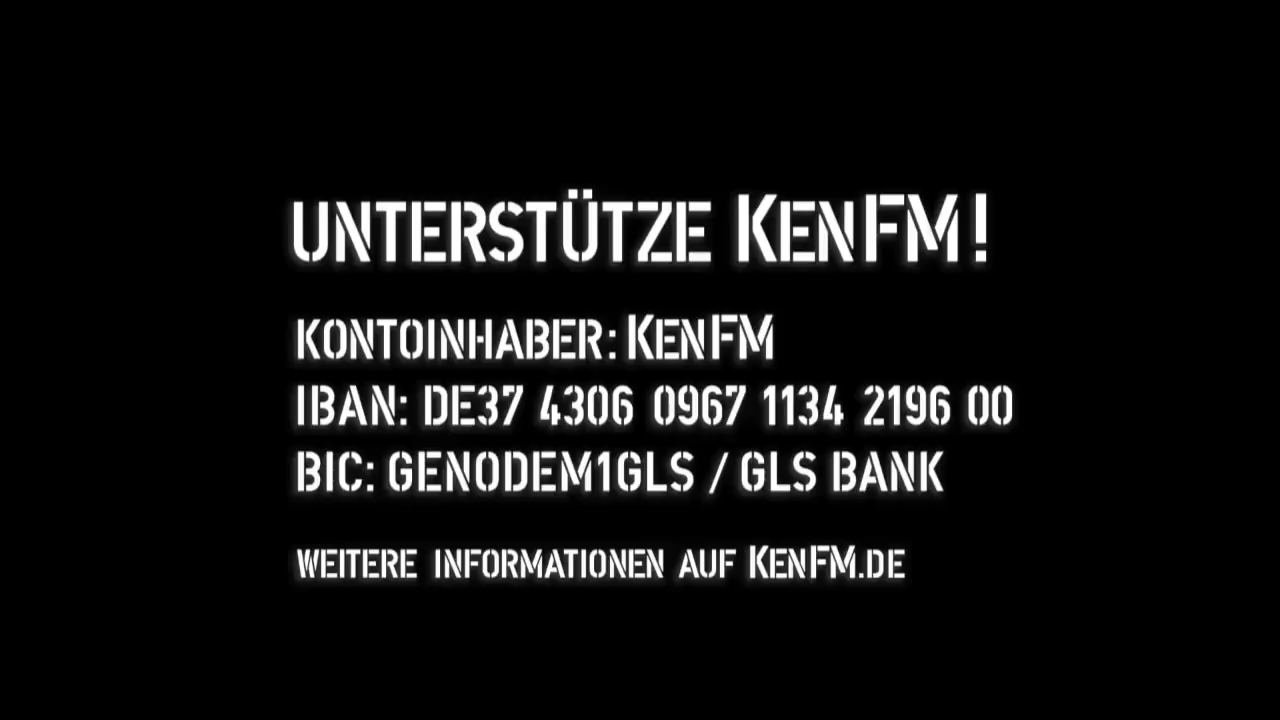 UNTERSTÜTZE KENFM!
KONTOINHABER: KENFM
IBAN: DE37 4306 0967 1134 2196 00
BIC: GENODEM1GLS / GLS BANK
WEITERE INFORMATIONEN AUF KENFM.DE